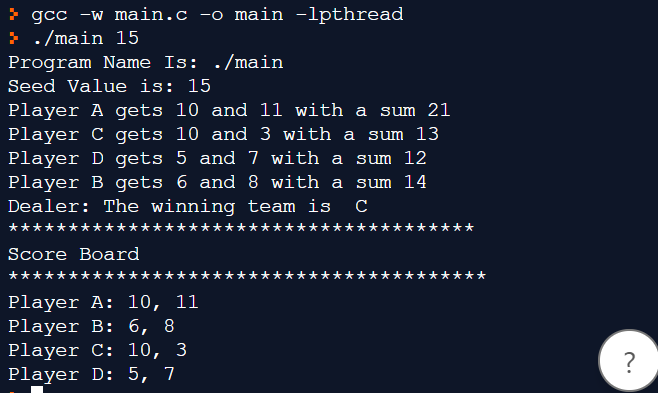 > gcc -w main.c -o main -lpthread
> ./main 15
Program Name Is: ./main
Seed Value is: 15
Player A gets 10 and 11 with a sum 21
Player C gets 10 and 3 with a sum 13
Player D gets 5 and 7 with a sum 12
Player B gets 6 and 8 with a sum 14
Dealer: The winning team is  C
***************************************
Score Board
****************************************
Player A: 10, 11
Player B: 6, 8
Player C: 10, 3
Player D: 5, 7
?